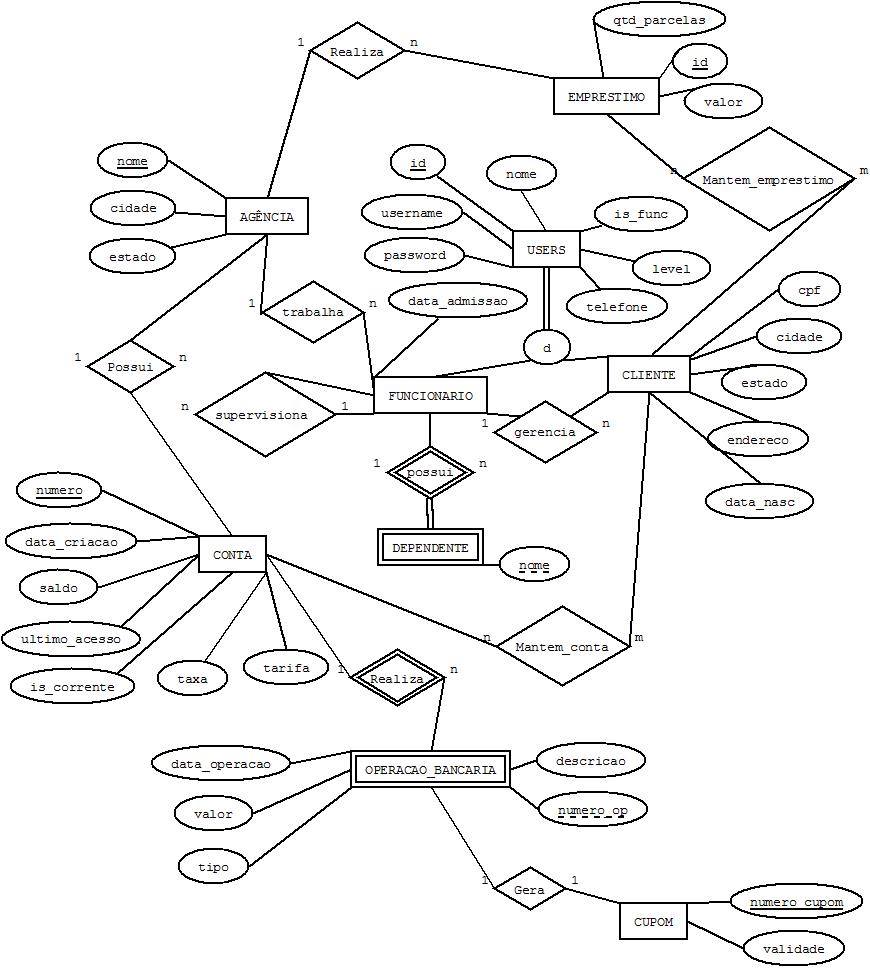 qtd_parcelas
1
Realiza
n
id
EMPRESTIMO
valor
nome
id
nome
n
Mantem_emprestimo
m
cidade
AGÊNCIA
username
is_func
estado
password
USERS
level
cpf
1
trabalha
n
data_admissao
telefone
cidade
d
1
Possui
n
CLIENTE
estado
FUNCIONARIO
n
supervisiona
1
1
gerencia
n
endereco
1
possui
n
numero
data_nasc
data_criacao
CONTA
DEPENDENTE
nome
saldo
ultimo_acesso
n
Mantem_conta
m
is_corrente
taxa
tarifa
1
Realiza
n
data_operacao
OPERACAO_BANCARIA
descricao
valor
numero_op
tipo
1
Gera
1
numero_cupom
CUPOM
validade